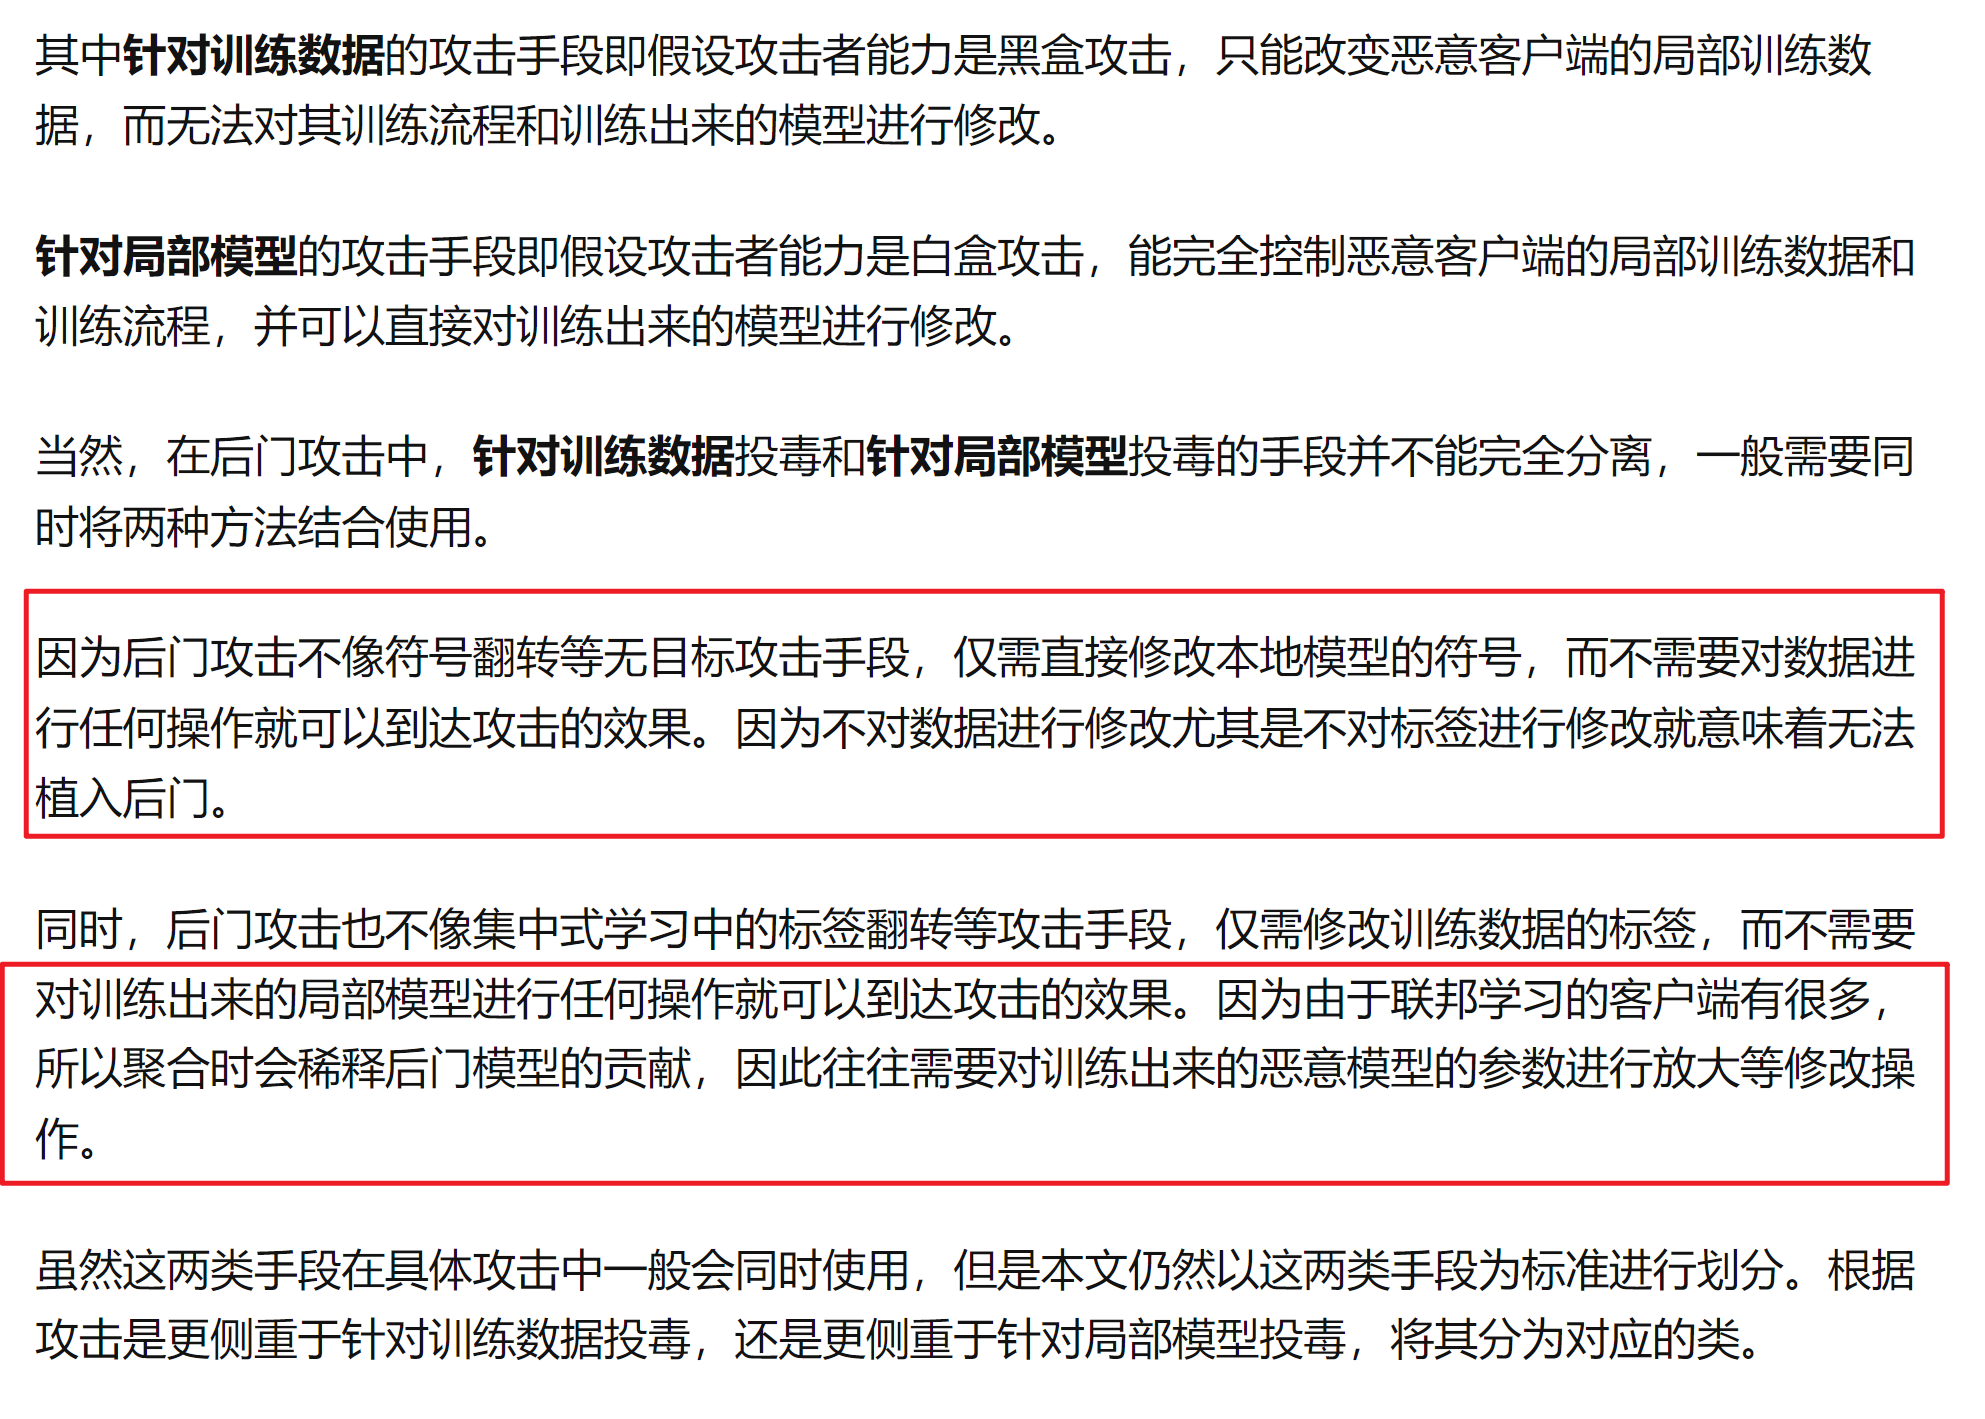 其中针对训练数据的攻击手段即假设攻击者能力是黑盒攻击，只能改变恶意客户端的局部训练数
据，而无法对其训练流程和训练出来的模型进行修改。
针对局部模型的攻击手段即假设攻击者能力是白盒攻击，能完全控制恶意客户端的局部训练数据和
训练流程，并可以直接对训练出来的模型进行修改。
当然，在后门攻击中，针对训练数据投毒和针对局部模型投毒的手段并不能完全分离，一般需要同
时将两种方法结合使用。
因为后门攻击不像符号翻转等无目标攻击手段，仅需直接修改本地模型的符号，而不需要对数据进
行任何操作就可以到达攻击的效果。因为不对数据进行修改尤其是不对标签进行修改就意味着无法
植入后门。
同时，后门攻击也不像集中式学习中的标签翻转等攻击手段，仅需修改训练数据的标签，而不需要
对训练出来的局部模型进行任何操作就可以到达攻击的效果。因为由于联邦学习的客户端有很多，
所以聚合时会稀释后门模型的贡献，因此往往需要对训练出来的恶意模型的参数进行放大等修改操
作。
虽然这两类手段在具体攻击中一般会同时使用，但是本文仍然以这两类手段为标准进行划分。根据
攻击是更侧重于针对训练数据投毒，还是更侧重于针对局部模型投毒，将其分为对应的类。